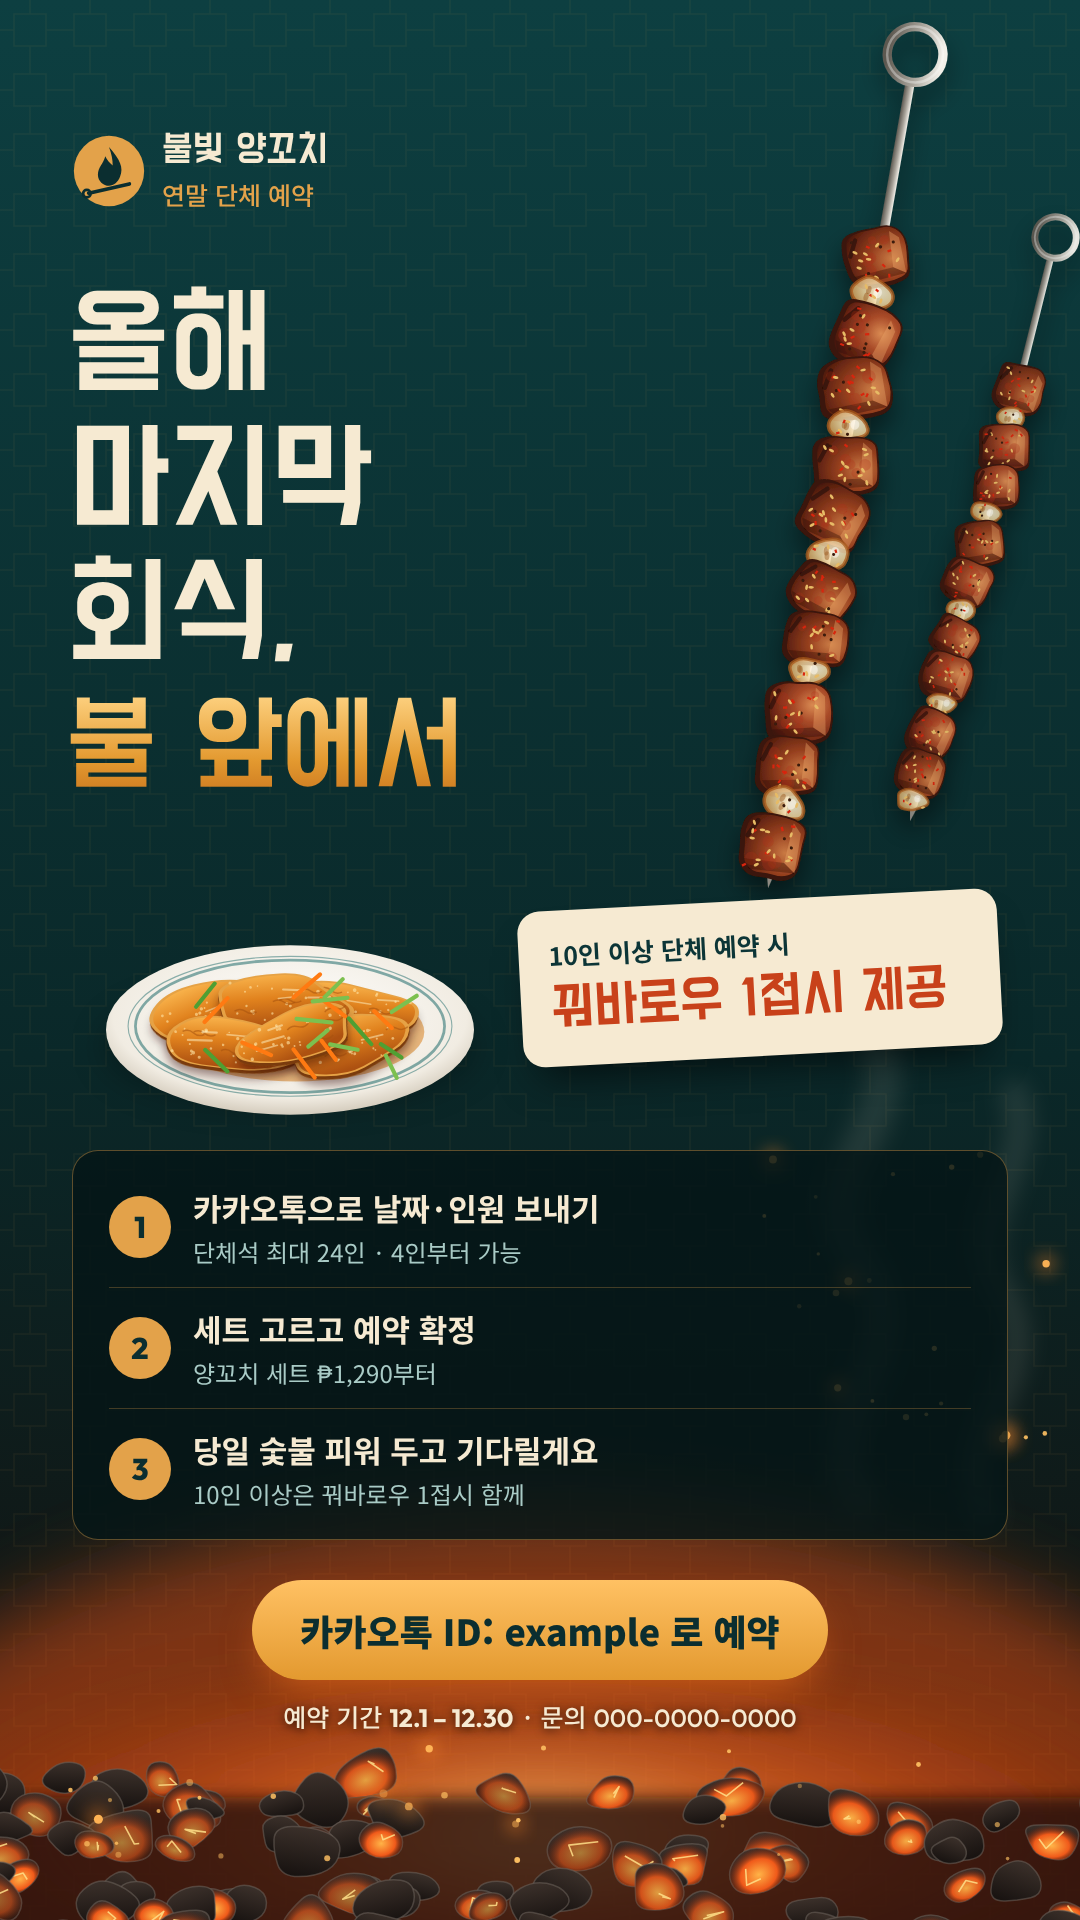 불빛 양꼬치
연말 단체 예약
올해
마지막
회식,
불 앞에서
10인 이상 단체 예약 시
꿔바로우 1접시 제공
1
카카오톡으로 날짜·인원 보내기
단체석 최대 24인 · 4인부터 가능
2
세트 고르고 예약 확정
양꼬치 세트 ₱1,290부터
3
당일 숯불 피워 두고 기다릴게요
10인 이상은 꿔바로우 1접시 함께
카카오톡 ID: example 로 예약
예약 기간 12.1 – 12.30 · 문의 000-0000-0000